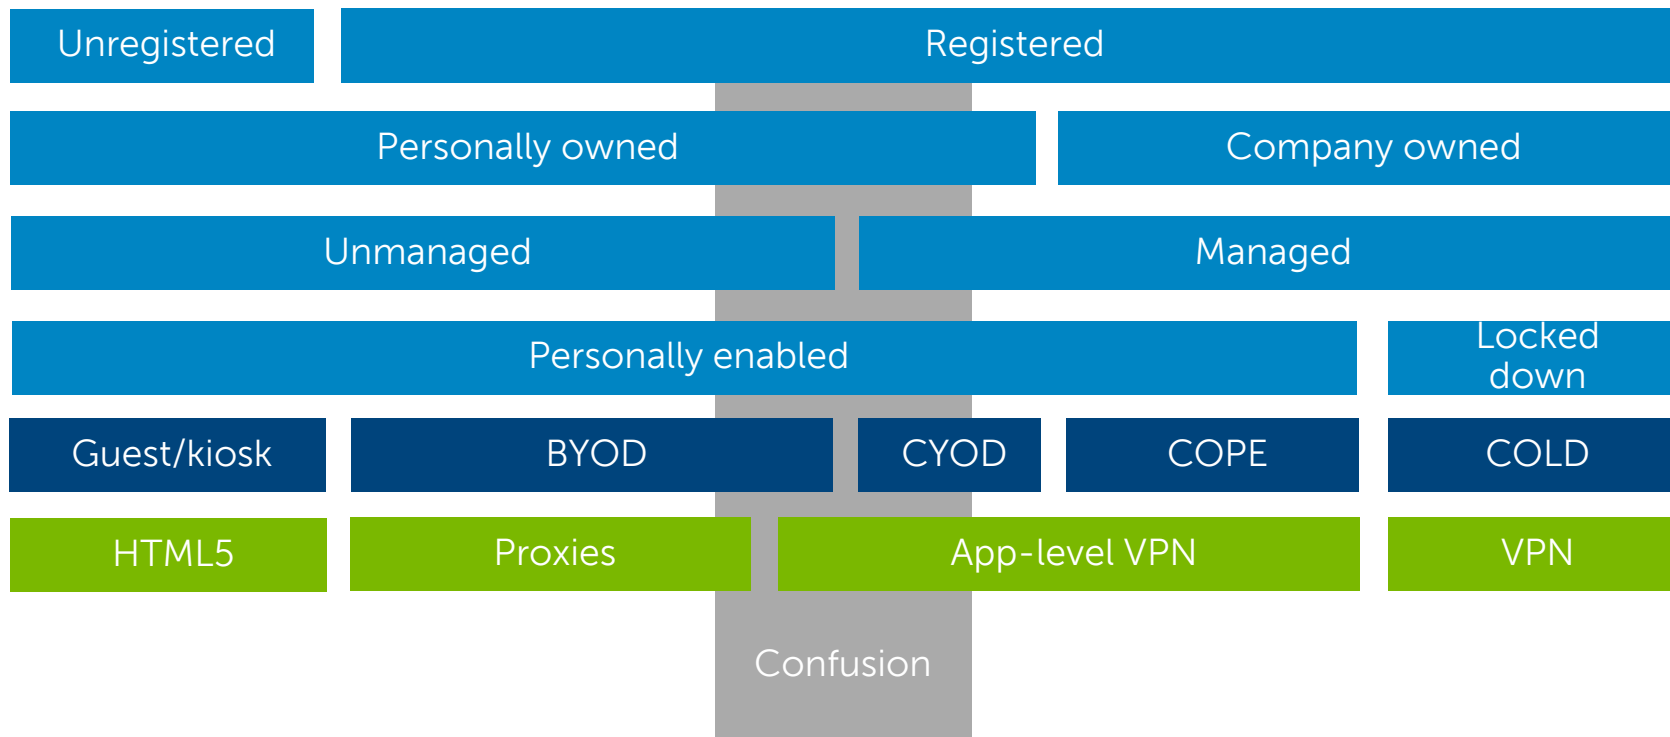 Unregistered
Registered
Personally owned
Company owned
Unmanaged
Managed
Personally enabled
Locked
down
Guest/kiosk
BYOD
CYOD
COPE
COLD
HTML5
Proxies
App-level VPN
VPN
Confusion